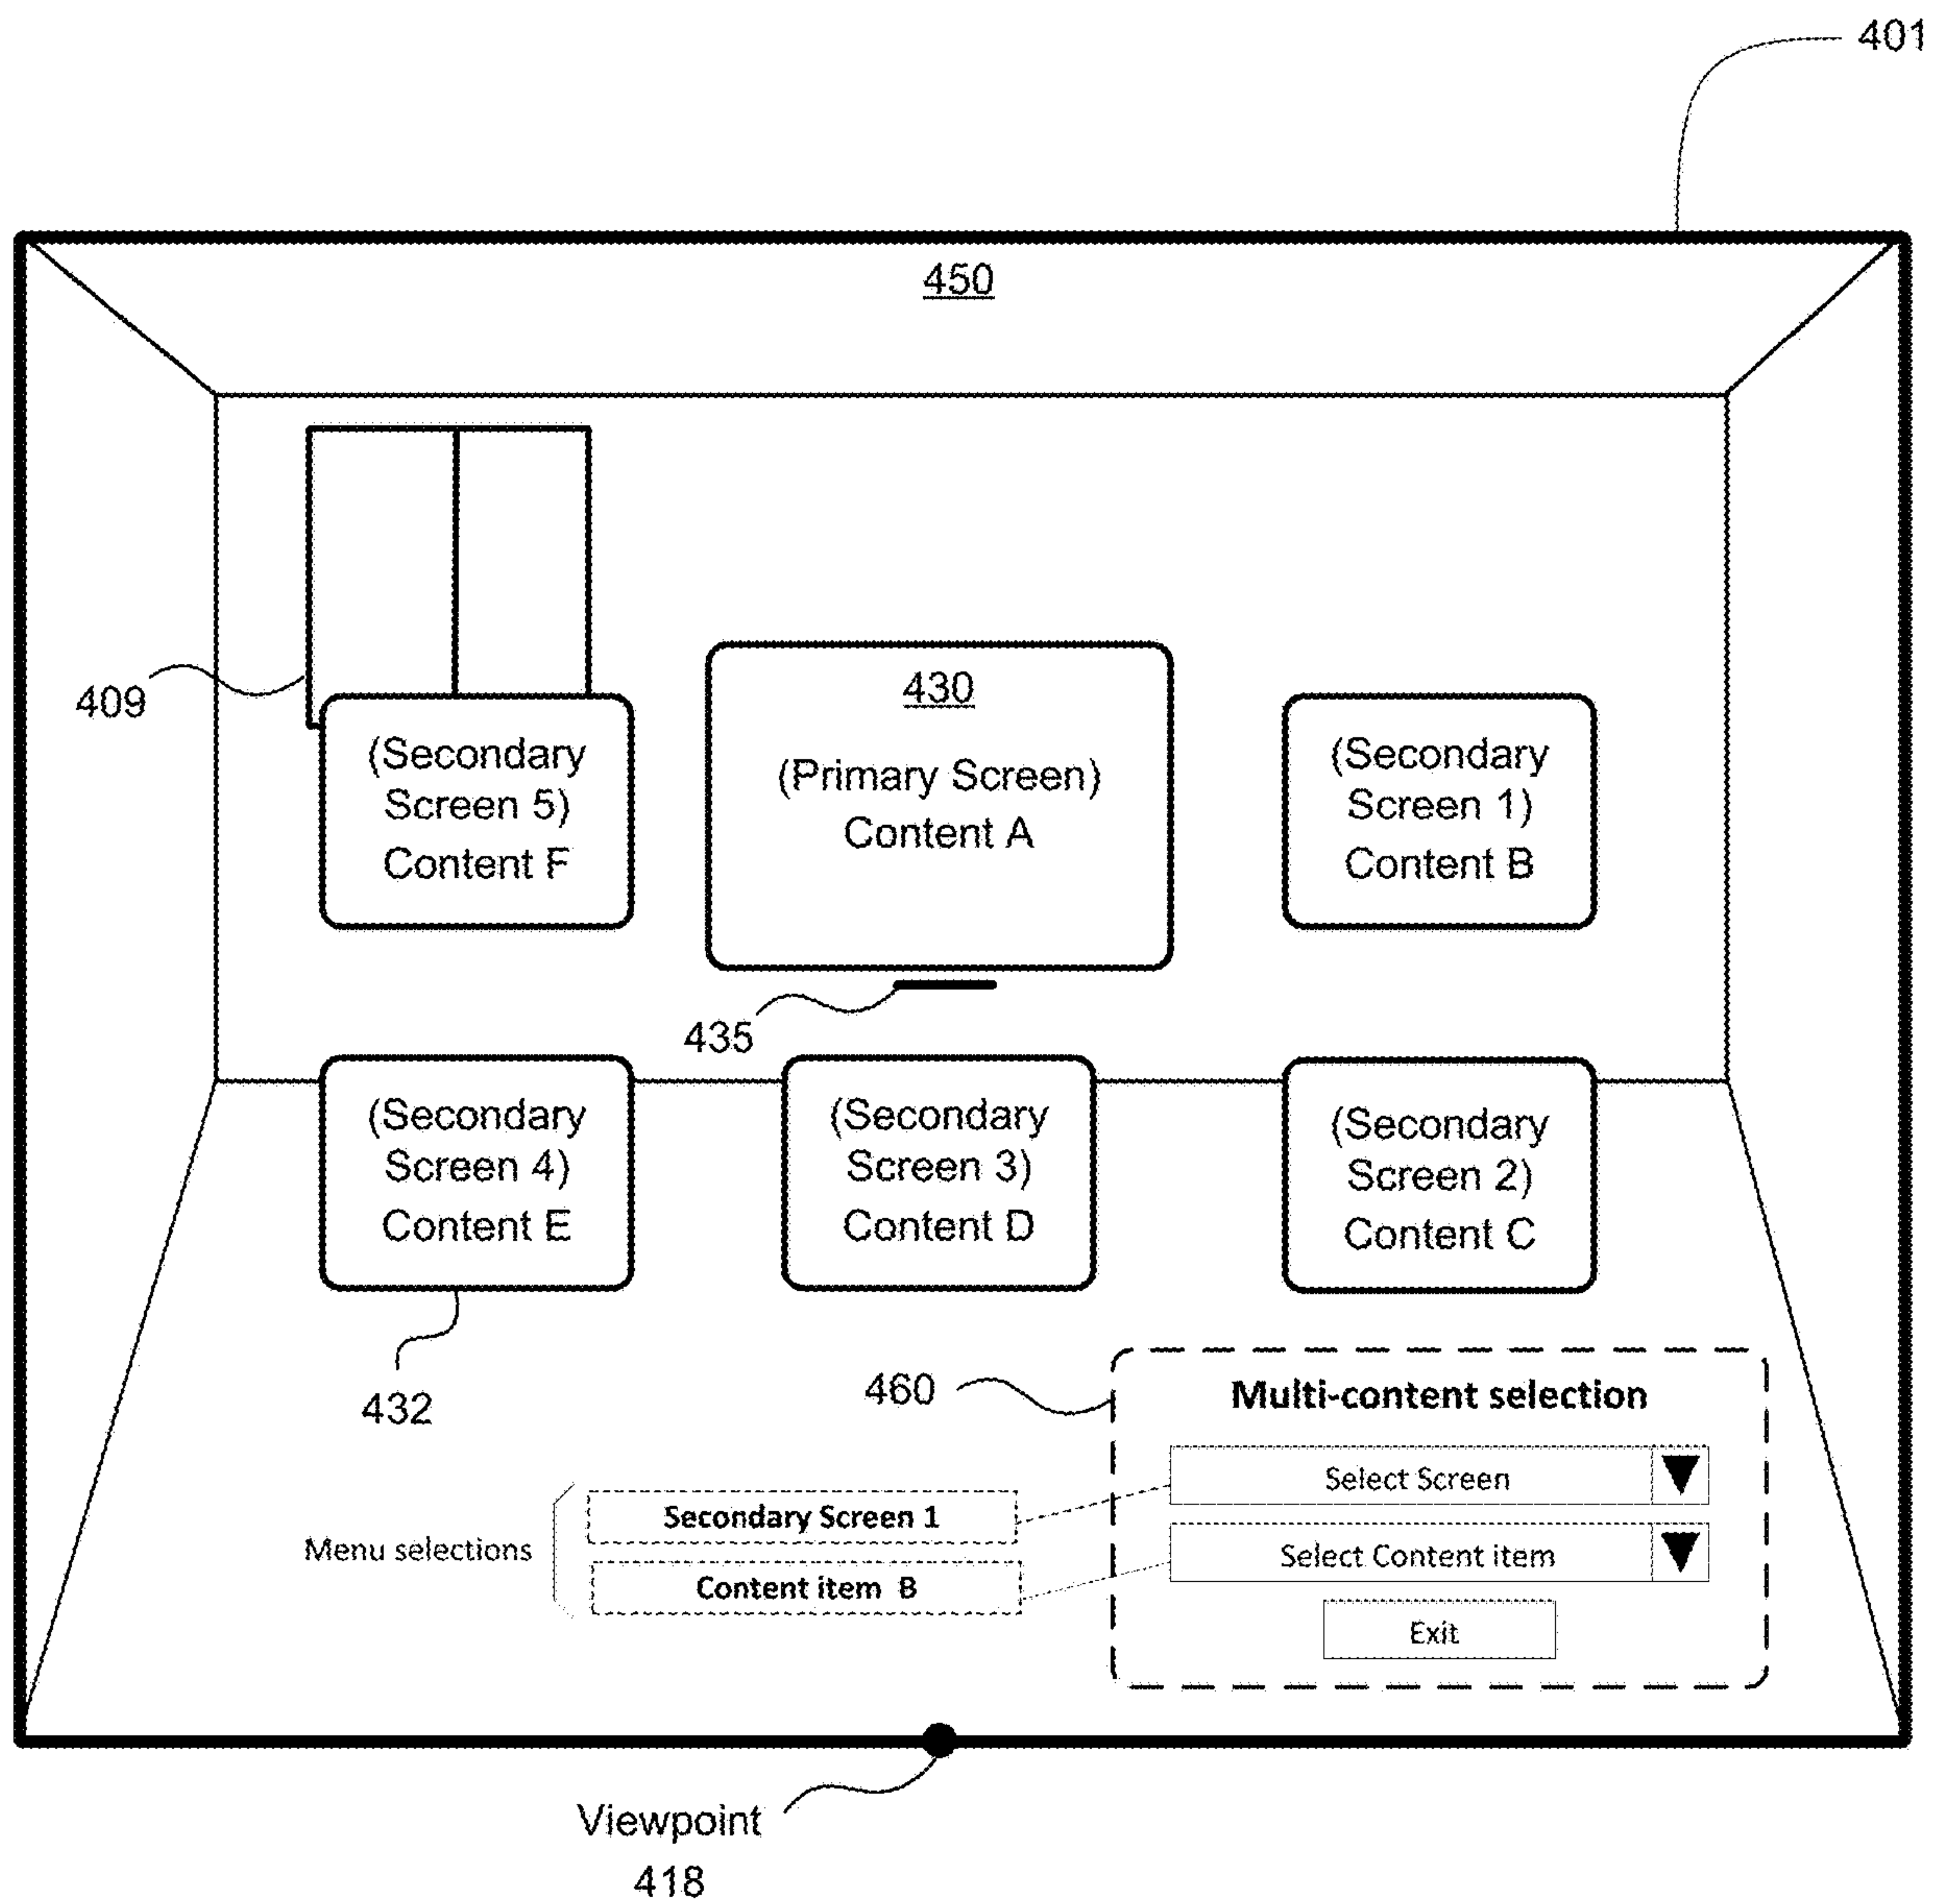 401
450
409
430
(Secondary
Screen 5)
Content F
(Primary Screen)
Content A
(Secondary
Screen 1)
Content B
435
(Secondary
Screen 4)
Content E
(Secondary
Screen 3)
Content D
(Secondary
Screen 2)
Content C
432
460
Multi-content selection
Select Screen
Select Content item
Exit
Menu selections
Secondary Screen 1
Content item B
Viewpoint
418